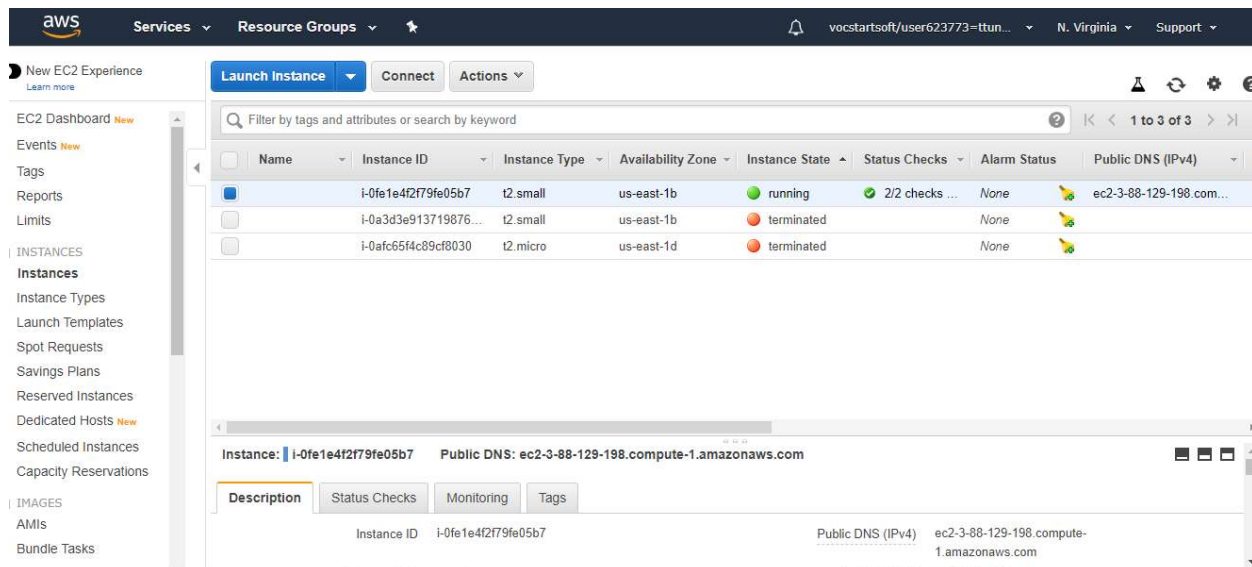 aws Services Resource Groups vocstartsoft/user623773=ttun... N. Virginia Support
New EC2 Experience
Learn more
EC2 Dashboard New
Events New
Tags
Reports
Limits
INSTANCES
Instances
Instance Types
Launch Templates
Spot Requests
Savings Plans
Reserved Instances
Dedicated Hosts New
Scheduled Instances
Capacity Reservations
IMAGES
AMIs
Bundle Tasks
Launch Instance Connect Actions
Filter by tags and attributes or search by keyword 1 to 3 of 3
Name Instance ID Instance Type Availability Zone Instance State Status Checks Alarm Status Public DNS (IPv4)
i-0fe1e4f2f79fe05b7 t2.small us-east-1b running 2/2 checks ... None ec2-3-88-129-198.com...
i-0a3d3e913719876... t2.small us-east-1b terminated None
i-0afc65f4c89cf8030 t2.micro us-east-1d terminated None
Instance: i-0fe1e4f2f79fe05b7 Public DNS: ec2-3-88-129-198.compute-1.amazonaws.com
Description Status Checks Monitoring Tags
Instance ID i-0fe1e4f2f79fe05b7 Public DNS (IPv4) ec2-3-88-129-198.compute-
1.amazonaws.com